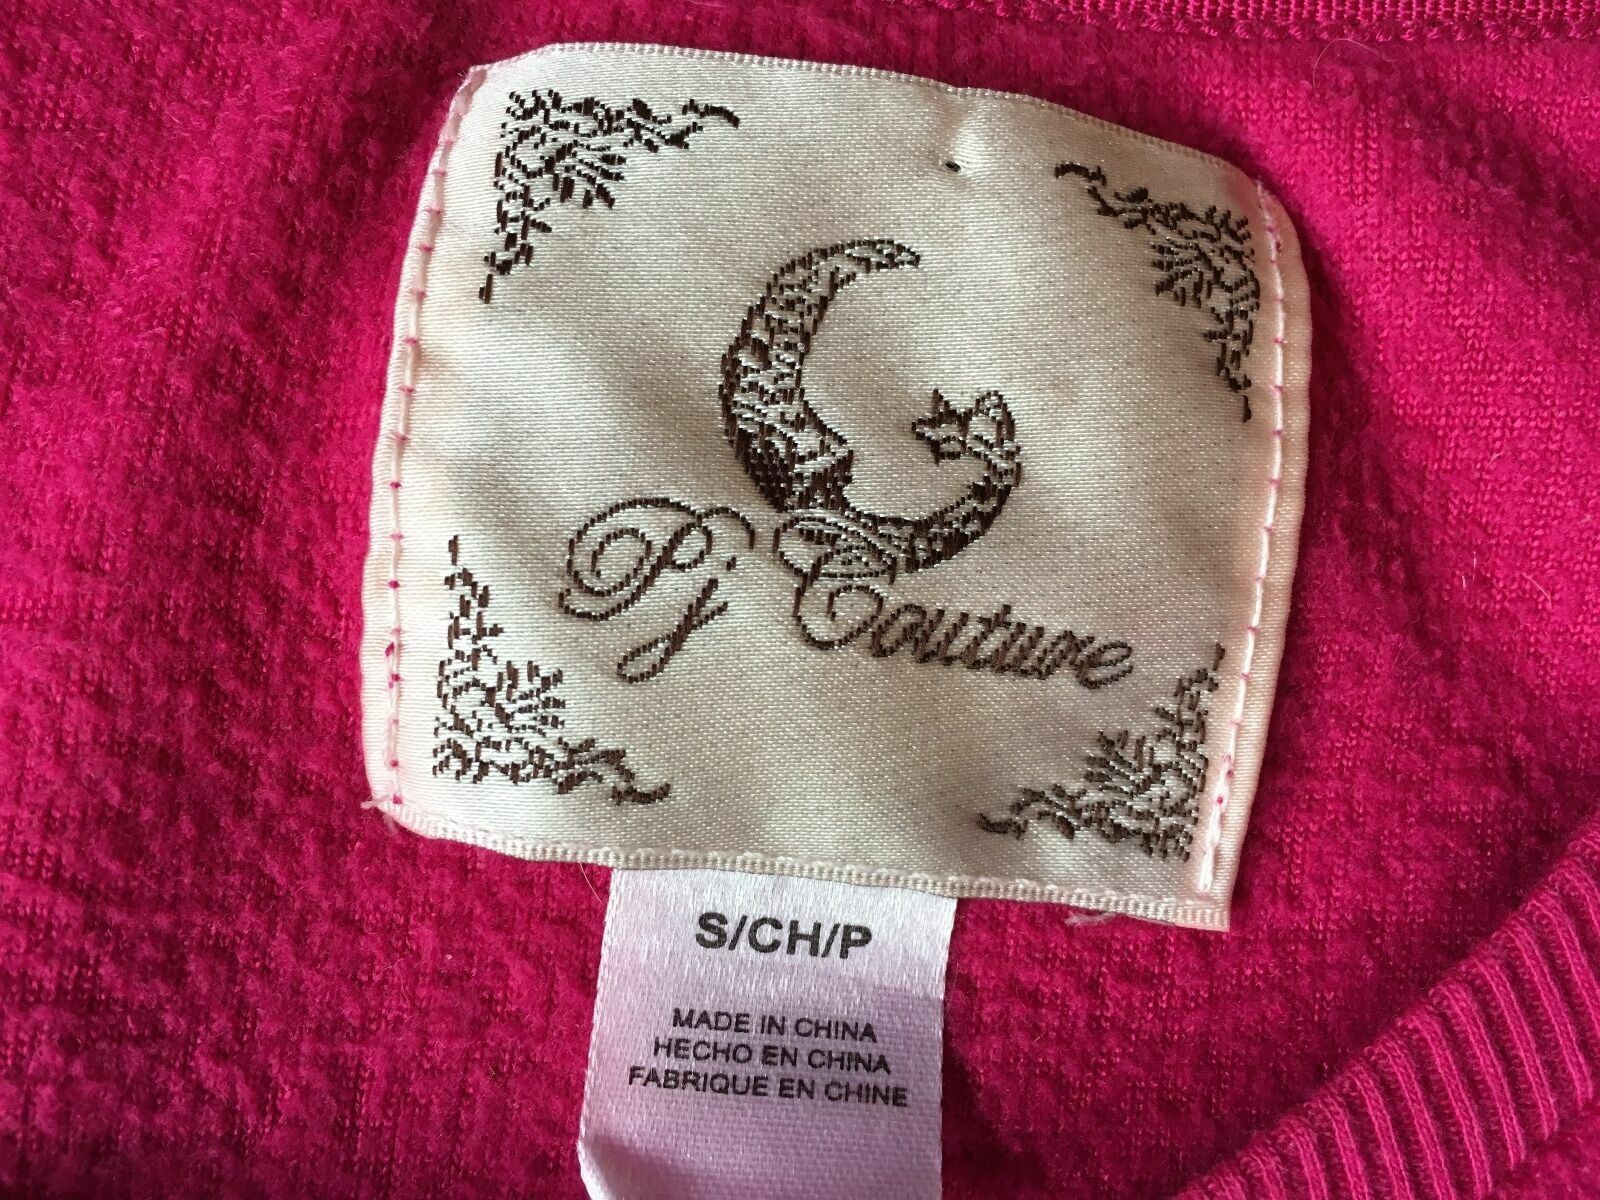 Pj Couture
S/CH/P
MADE IN CHINA
HECHO EN CHINA
FABRIQUE EN CHINE